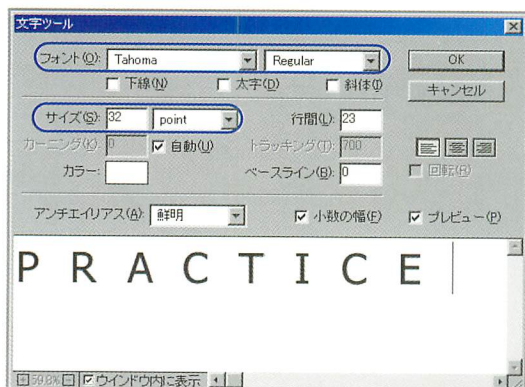 文字ツール
フォント(O): Tahoma Regular OK
下線(N) 太字(D) 斜体(I) キャンセル
サイズ(S): 32 point 行間(L): 23
カーニング(K): 0 自動(U) トラッキング(T): 700
カラー: ベースライン(B): 0 回転(R)
アンチエイリアス(A): 鮮明 小数の幅(F) プレビュー(P)
PRACTICE
59.8% ウインドウ内に表示